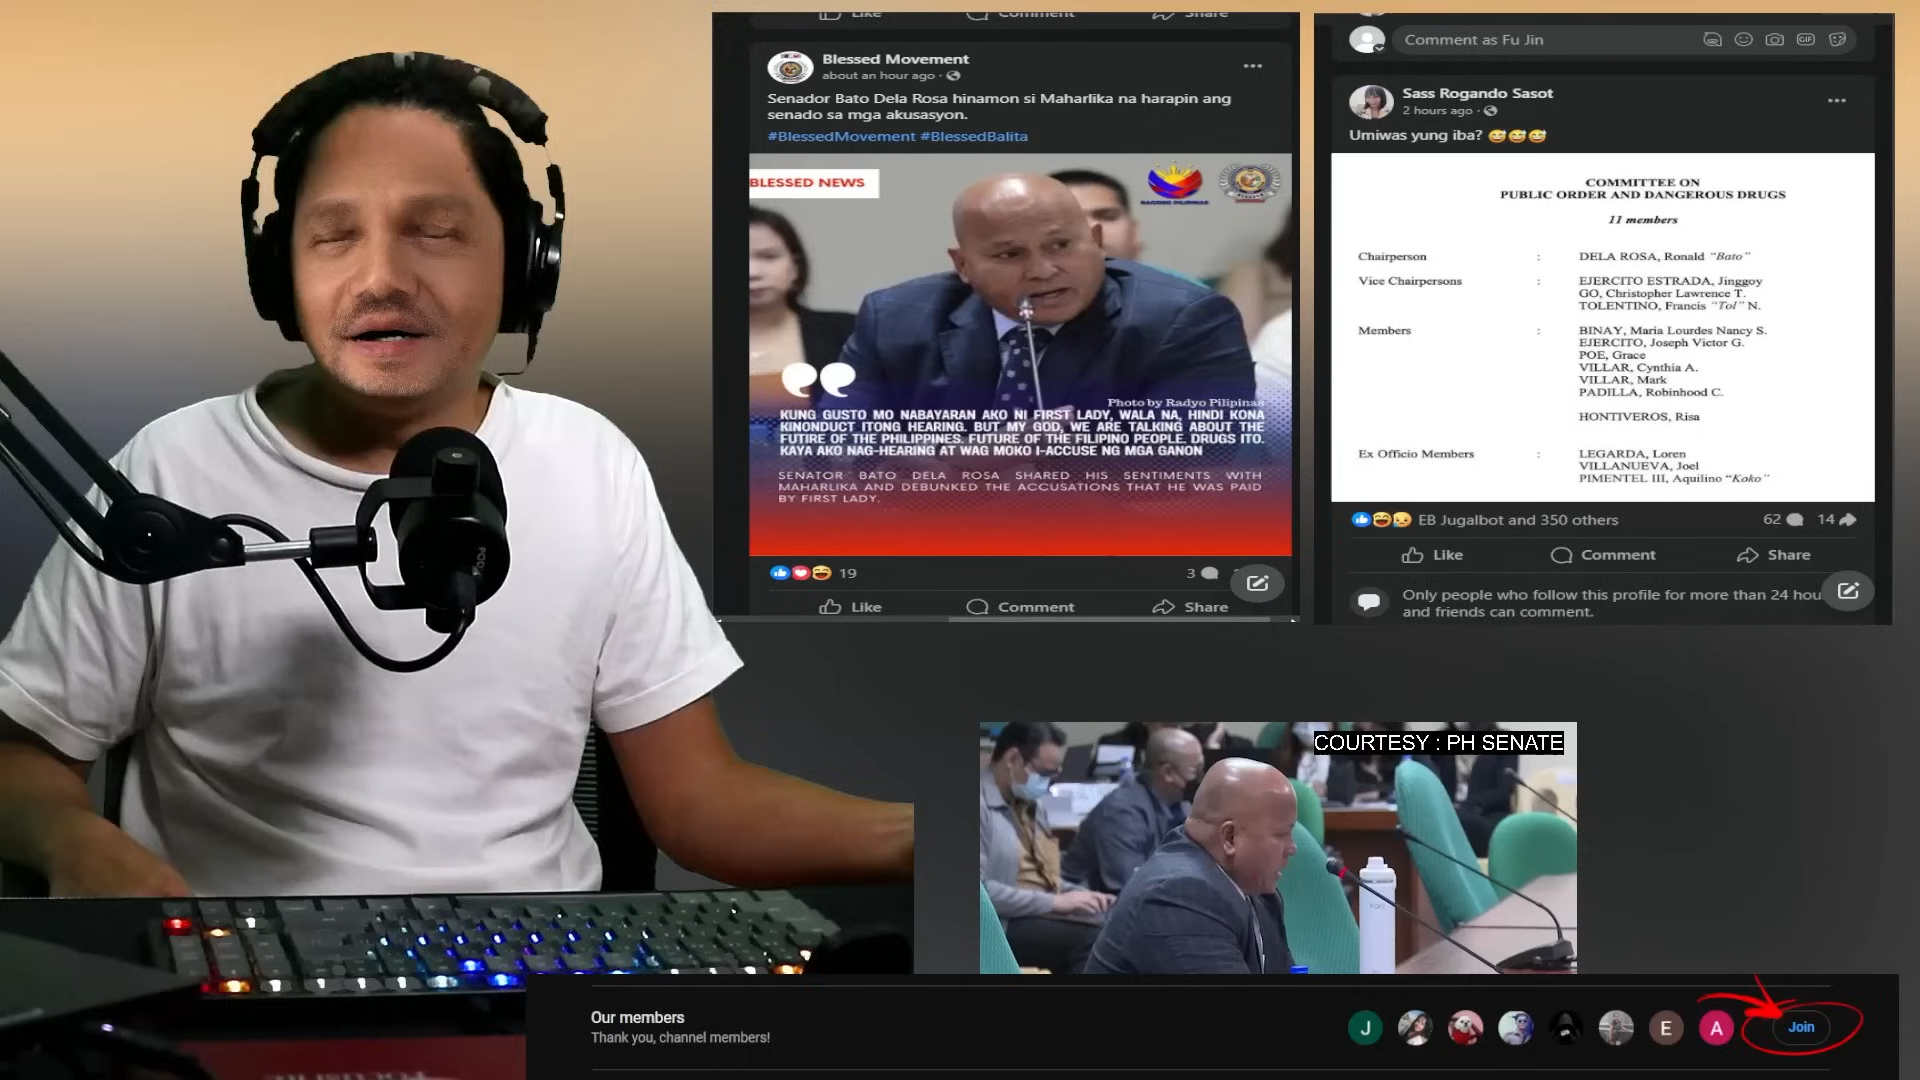 Like Comment Share
Blessed Movement
about an hour ago ·
Senador Bato Dela Rosa hinamon si Maharlika na harapin ang
senado sa mga akusasyon.
#BlessedMovement #BlessedBalita
BLESSED NEWS
BAGONG PILIPINAS
Photo by Radyo Pilipinas
KUNG GUSTO MO NABAYARAN AKO NI FIRST LADY, WALA NA, HINDI KONA
KINONDUCT ITONG HEARING. BUT MY GOD, WE ARE TALKING ABOUT THE
FUTIRE OF THE PHILIPPINES. FUTURE OF THE FILIPINO PEOPLE. DRUGS ITO.
KAYA AKO NAG-HEARING AT WAG MOKO I-ACCUSE NG MGA GANON
SENATOR BATO DELA ROSA SHARED HIS SENTIMENTS WITH
MAHARLIKA AND DEBUNKED THE ACCUSATIONS THAT HE WAS PAID
BY FIRST LADY.
19
3
Like Comment Share
Comment as Fu Jin
GIF
Sass Rogando Sasot
2 hours ago ·
Umiwas yung iba? 😅😅😅
COMMITTEE ON
PUBLIC ORDER AND DANGEROUS DRUGS
11 members
Chairperson : DELA ROSA, Ronald “Bato”
Vice Chairpersons : EJERCITO ESTRADA, Jinggoy
GO, Christopher Lawrence T.
TOLENTINO, Francis “Tol” N.
Members : BINAY, Maria Lourdes Nancy S.
EJERCITO, Joseph Victor G.
POE, Grace
VILLAR, Cynthia A.
VILLAR, Mark
PADILLA, Robinhood C.
HONTIVEROS, Risa
Ex Officio Members : LEGARDA, Loren
VILLANUEVA, Joel
PIMENTEL III, Aquilino “Koko”
EB Jugalbot and 350 others 62 14
Like Comment Share
Only people who follow this profile for more than 24 hou
and friends can comment.
COURTESY : PH SENATE
Our members
Thank you, channel members!
J E A Join